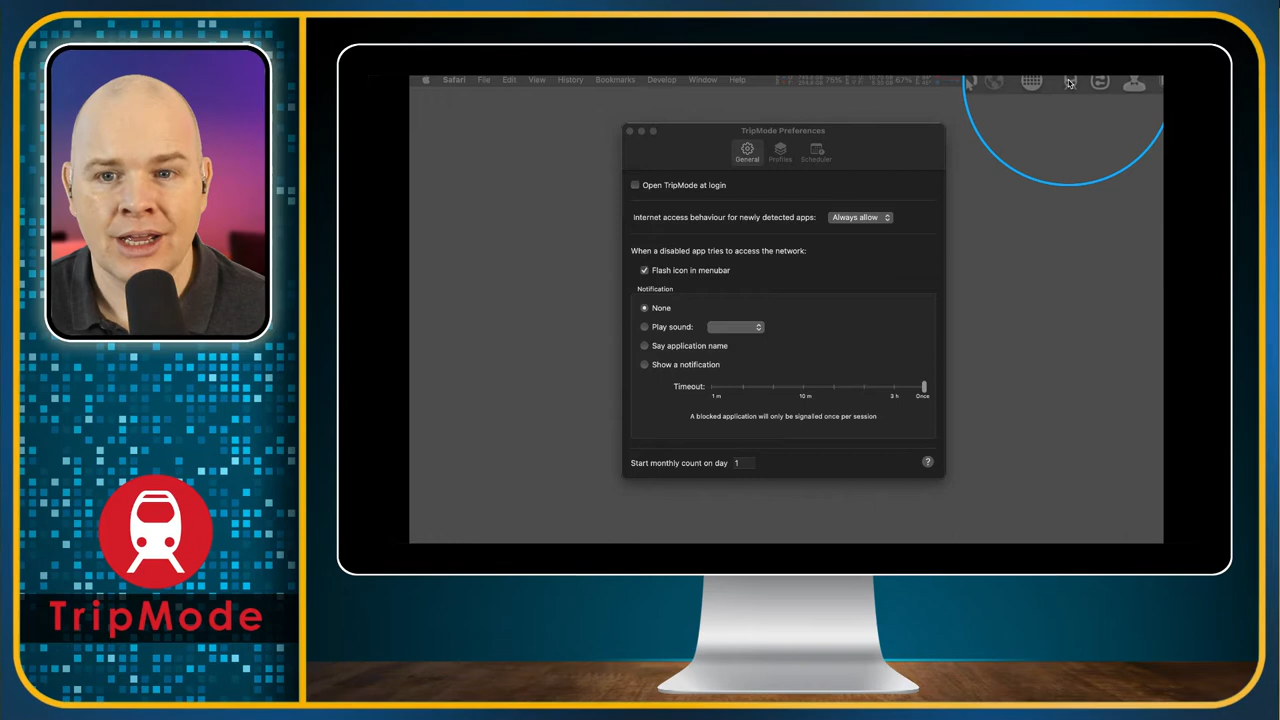 Safari File Edit View History Bookmarks Develop Window Help 75% 67%
TripMode Preferences
General Profiles Scheduler
Open TripMode at login
Internet access behaviour for newly detected apps: Always allow
When a disabled app tries to access the network:
Flash icon in menubar
Notification
None
Play sound:
Say application name
Show a notification
Timeout:
1 m 10 m 3 h Once
A blocked application will only be signalled once per session
Start monthly count on day 1
?
TripMode